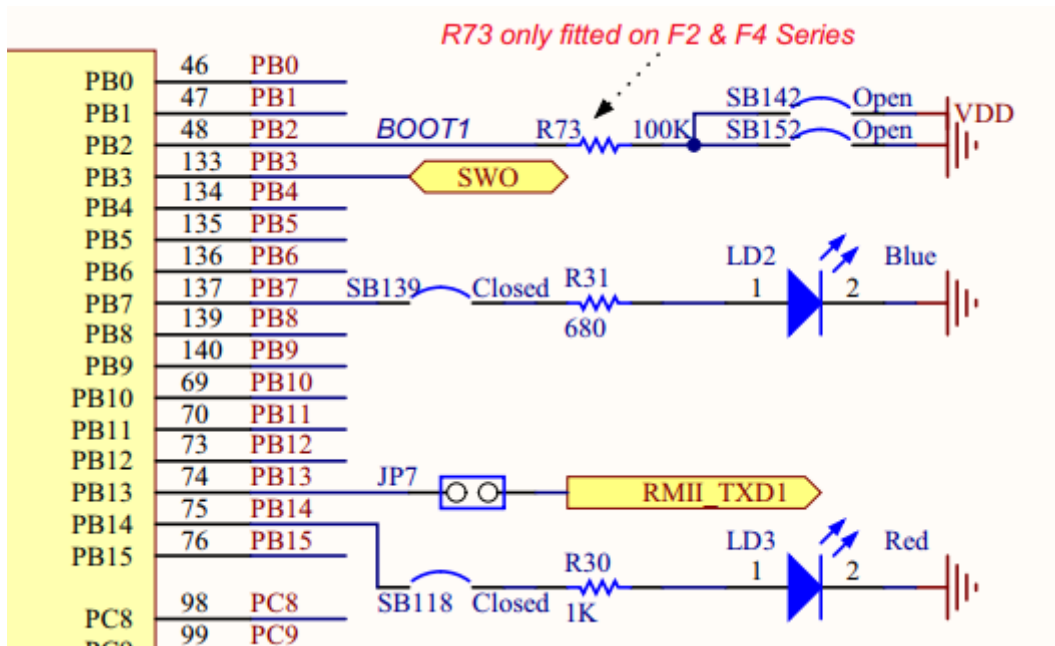 R73 only fitted on F2 & F4 Series
PB0 46 PB0
PB1 47 PB1 SB142 Open VDD
PB2 48 PB2 BOOT1 R73 100K SB152 Open
PB3 133 PB3 SWO
PB4 134 PB4
PB5 135 PB5
PB6 136 PB6 LD2 Blue
PB7 137 PB7 SB139 Closed R31 680 1 2
PB8 139 PB8
PB9 140 PB9
PB10 69 PB10
PB11 70 PB11
PB12 73 PB12
PB13 74 PB13 JP7 RMII_TXD1
PB14 75 PB14
PB15 76 PB15 LD3 Red
SB118 Closed R30 1K 1 2
PC8 98 PC8
99 PC9